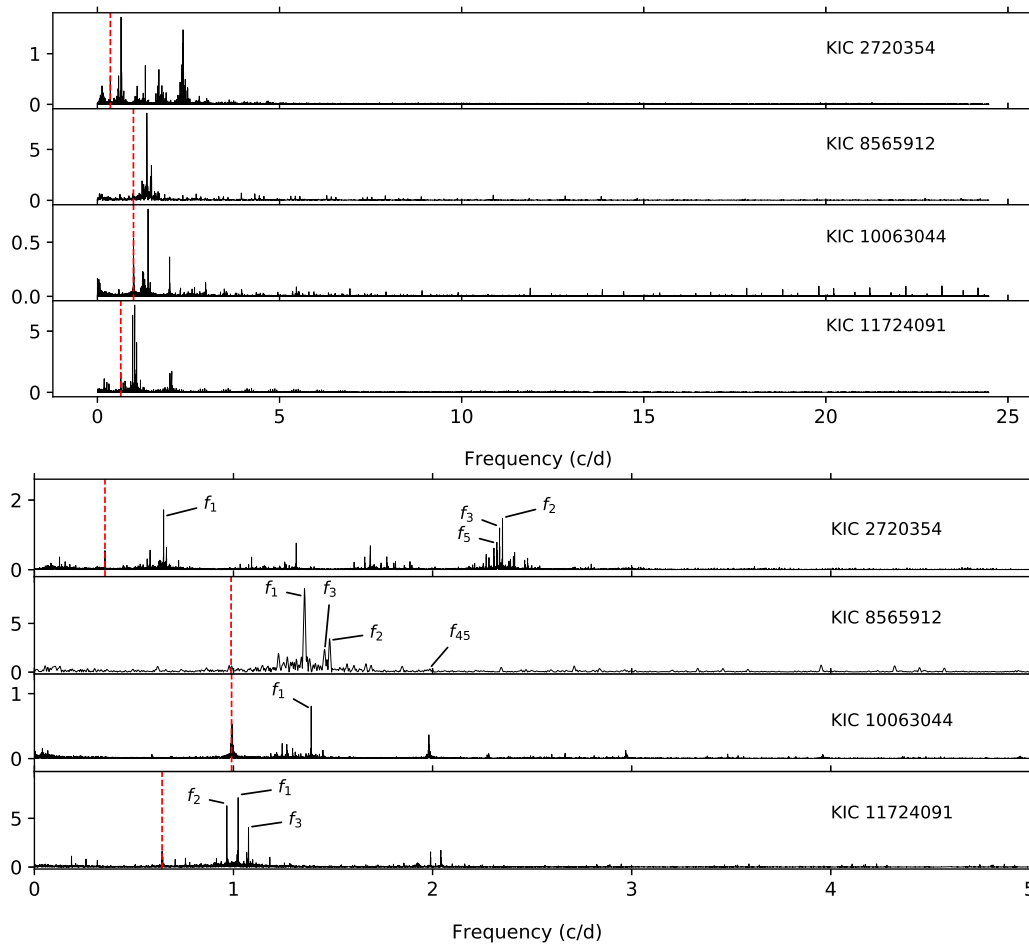 1
0
KIC 2720354
5
0
KIC 8565912
0.5
0.0
KIC 10063044
5
0
KIC 11724091
0 5 10 15 20 25
Frequency (c/d)
2
0
f1
f3
f5
f2
KIC 2720354
5
0
f1
f3
f2
f45
KIC 8565912
1
0
f1
KIC 10063044
5
0
f2
f1
f3
KIC 11724091
0 1 2 3 4 5
Frequency (c/d)